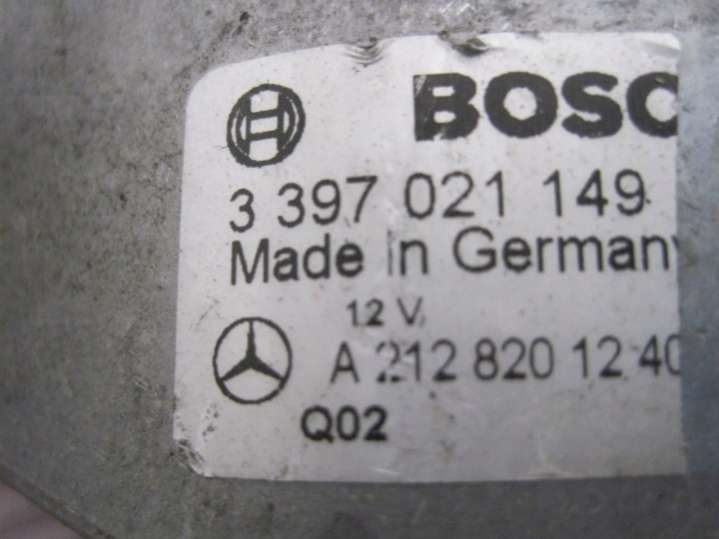 BOSC
3 397 021 149
Made in German
12 V
A 212 820 12 40
Q02